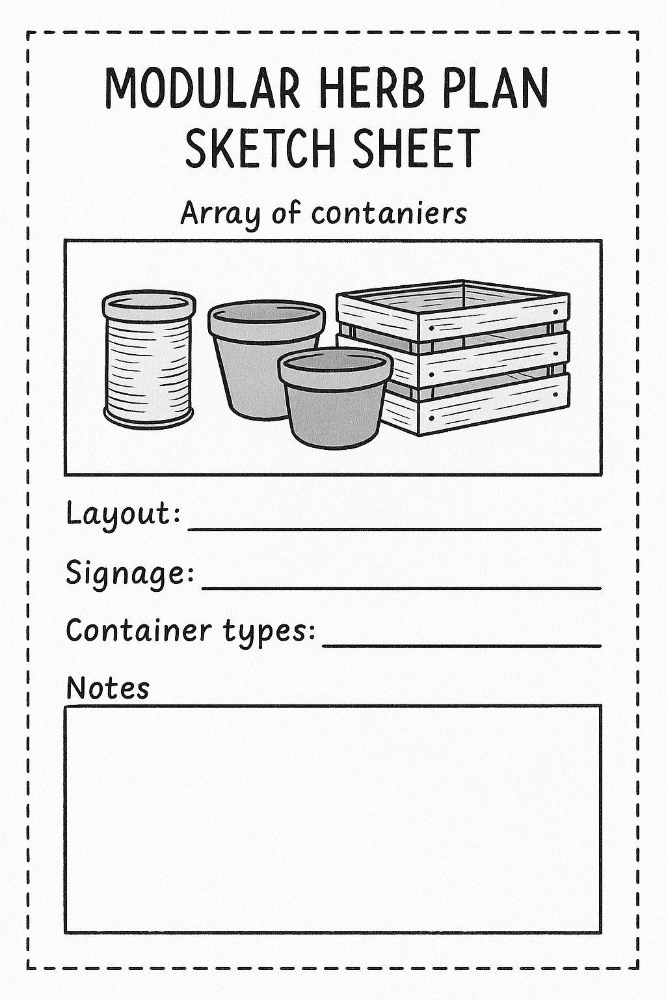 MODULAR HERB PLAN
SKETCH SHEET
Array of contaniers
Layout:
Signage:
Container types:
Notes